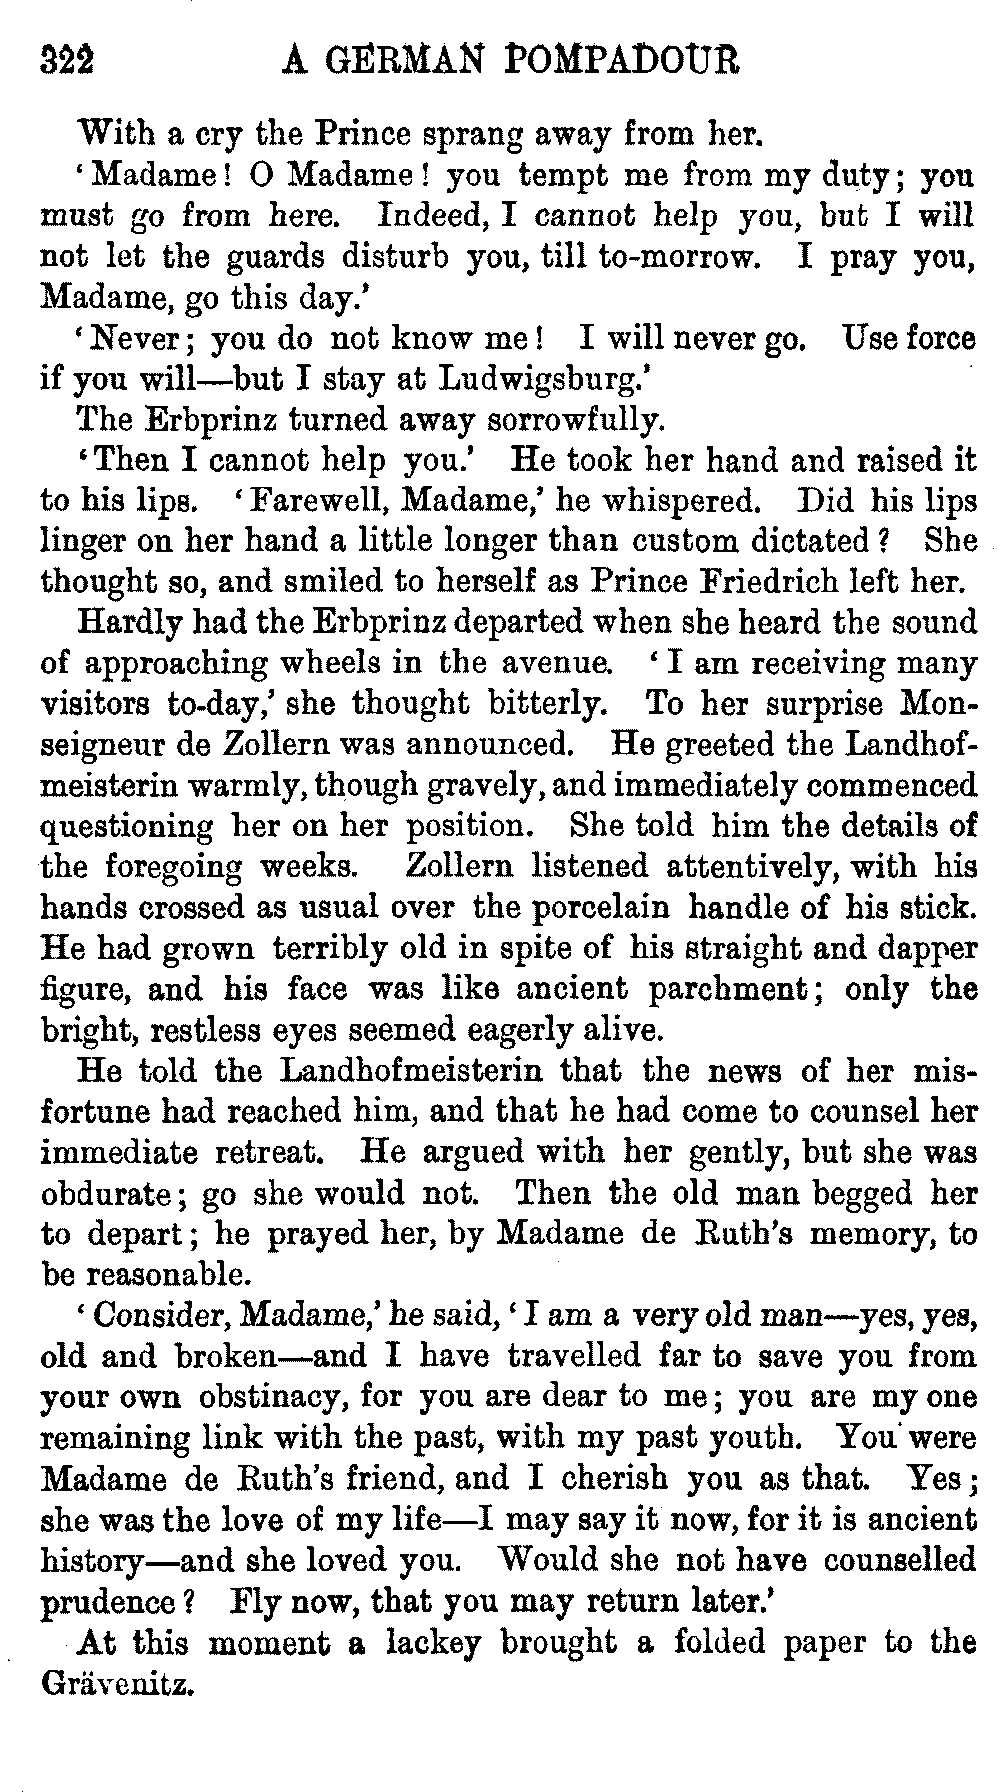 322 A GERMAN POMPADOUR
With a cry the Prince sprang away from her.
‘Madame! O Madame! you tempt me from my duty; you
must go from here. Indeed, I cannot help you, but I will
not let the guards disturb you, till to-morrow. I pray you,
Madame, go this day.’
‘Never; you do not know me! I will never go. Use force
if you will—but I stay at Ludwigsburg.’
The Erbprinz turned away sorrowfully.
‘Then I cannot help you.’ He took her hand and raised it
to his lips. ‘Farewell, Madame,’ he whispered. Did his lips
linger on her hand a little longer than custom dictated? She
thought so, and smiled to herself as Prince Friedrich left her.
Hardly had the Erbprinz departed when she heard the sound
of approaching wheels in the avenue. ‘I am receiving many
visitors to-day,’ she thought bitterly. To her surprise Mon-
seigneur de Zollern was announced. He greeted the Landhof-
meisterin warmly, though gravely, and immediately commenced
questioning her on her position. She told him the details of
the foregoing weeks. Zollern listened attentively, with his
hands crossed as usual over the porcelain handle of his stick.
He had grown terribly old in spite of his straight and dapper
figure, and his face was like ancient parchment; only the
bright, restless eyes seemed eagerly alive.
He told the Landhofmeisterin that the news of her mis-
fortune had reached him, and that he had come to counsel her
immediate retreat. He argued with her gently, but she was
obdurate; go she would not. Then the old man begged her
to depart; he prayed her, by Madame de Ruth’s memory, to
be reasonable.
‘Consider, Madame,’ he said, ‘I am a very old man—yes, yes,
old and broken—and I have travelled far to save you from
your own obstinacy, for you are dear to me; you are my one
remaining link with the past, with my past youth. You were
Madame de Ruth’s friend, and I cherish you as that. Yes;
she was the love of my life—I may say it now, for it is ancient
history—and she loved you. Would she not have counselled
prudence? Fly now, that you may return later.’
At this moment a lackey brought a folded paper to the
Grävenitz.